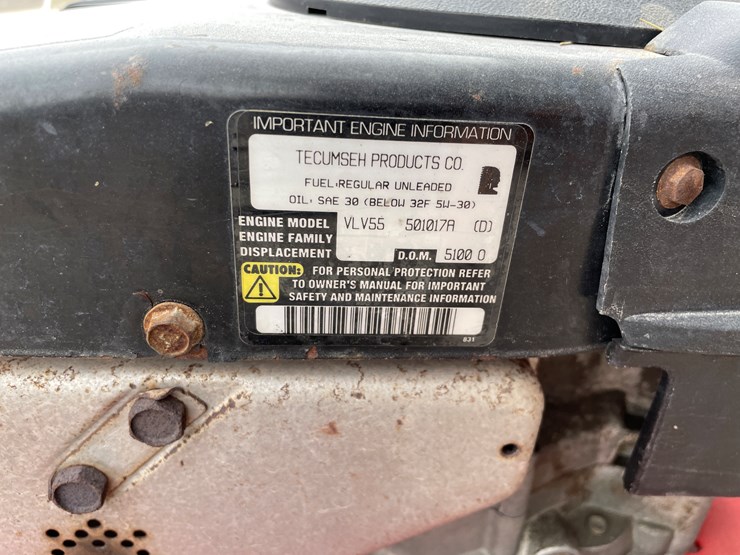 IMPORTANT ENGINE INFORMATION
TECUMSEH PRODUCTS CO.
FUEL: REGULAR UNLEADED
OIL: SAE 30 (BELOW 32F 5W-30)
ENGINE MODEL VLV55 501017A (D)
ENGINE FAMILY
DISPLACEMENT D.O.M. 5100 0
CAUTION: FOR PERSONAL PROTECTION REFER
TO OWNER'S MANUAL FOR IMPORTANT
SAFETY AND MAINTENANCE INFORMATION
831